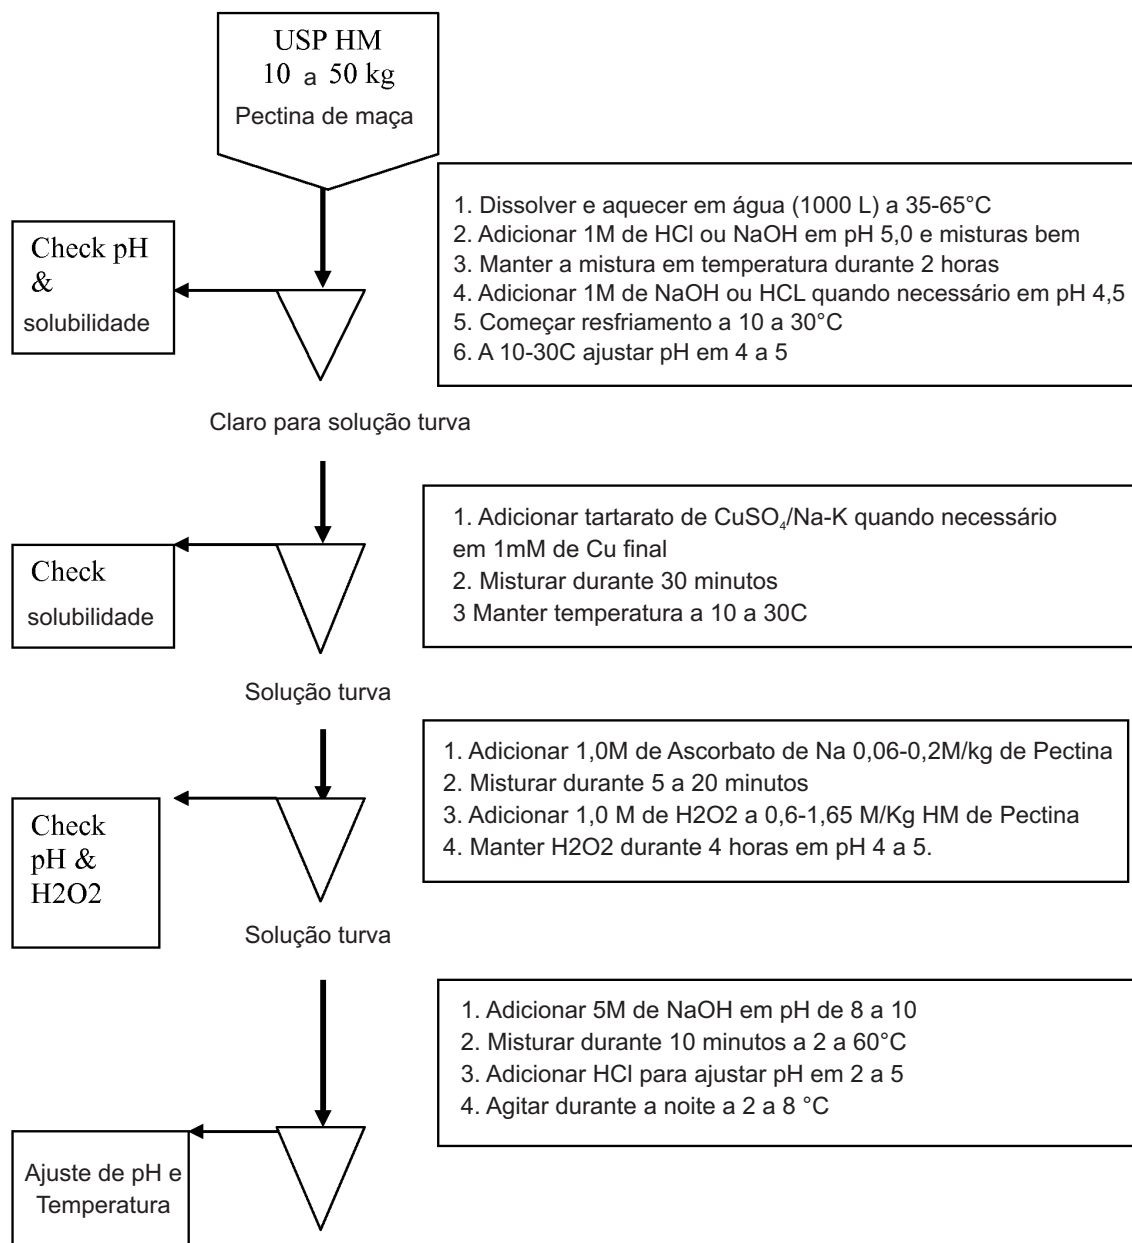 USP HM
10 a 50 kg
Pectina de maça
1. Dissolver e aquecer em água (1000 L) a 35-65°C
2. Adicionar 1M de HCl ou NaOH em pH 5,0 e misturas bem
3. Manter a mistura em temperatura durante 2 horas
4. Adicionar 1M de NaOH ou HCL quando necessário em pH 4,5
5. Começar resfriamento a 10 a 30°C
6. A 10-30C ajustar pH em 4 a 5
Check pH
&
solubilidade
Claro para solução turva
1. Adicionar tartarato de CuSO₄/Na-K quando necessário
em 1mM de Cu final
2. Misturar durante 30 minutos
3 Manter temperatura a 10 a 30C
Check
solubilidade
Solução turva
1. Adicionar 1,0M de Ascorbato de Na 0,06-0,2M/kg de Pectina
2. Misturar durante 5 a 20 minutos
3. Adicionar 1,0 M de H2O2 a 0,6-1,65 M/Kg HM de Pectina
4. Manter H2O2 durante 4 horas em pH 4 a 5.
Check
pH &
H2O2
Solução turva
1. Adicionar 5M de NaOH em pH de 8 a 10
2. Misturar durante 10 minutos a 2 a 60°C
3. Adicionar HCl para ajustar pH em 2 a 5
4. Agitar durante a noite a 2 a 8 °C
Ajuste de pH e
Temperatura